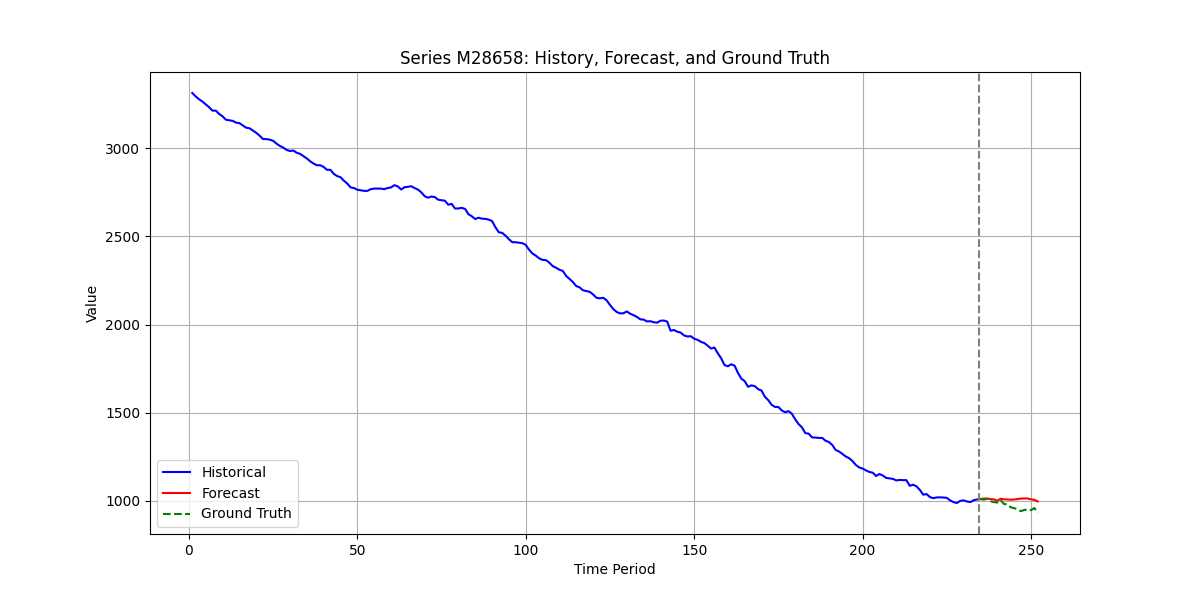 Series M28658: History, Forecast, and Ground Truth
Value
3000
2500
2000
1500
1000
Historical
Forecast
Ground Truth
0 50 100 150 200 250
Time Period